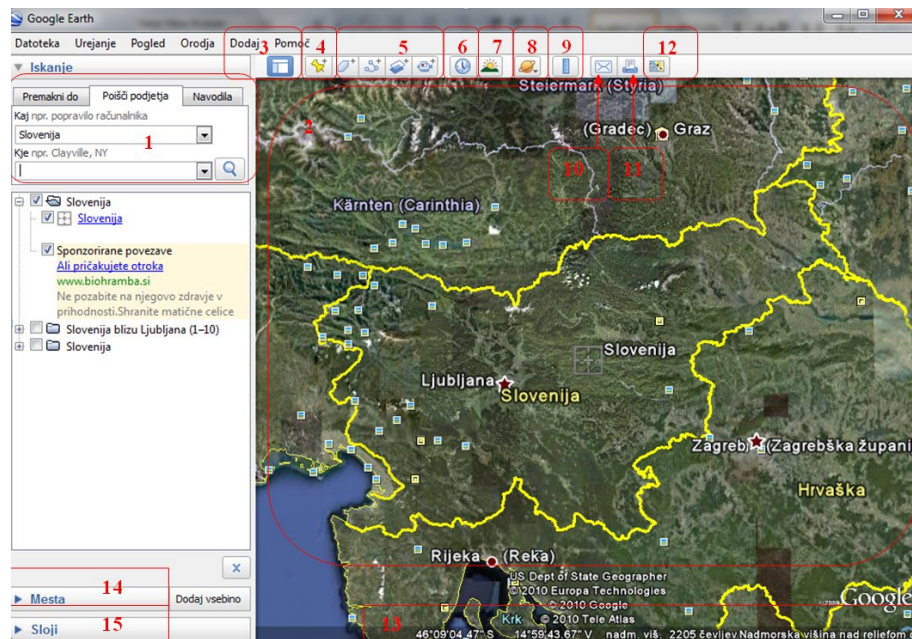 Google Earth
Datoteka Urejanje Pogled Orodja Dodaj Pomoč
3 4 5 6 7 8 9 12
Iskanje
Premakni do Poišči podjetja Navodila
Kaj npr. popravilo računalnika
Slovenija
1
Kje npr. Clayville, NY
Slovenija
Slovenija
Sponzorirane povezave
Ali pričakujete otroka
www.biohramba.si
Ne pozabite na njegovo zdravje v
prihodnosti.Shranite matične celice
Slovenija blizu Ljubljana (1–10)
Slovenija
14
Mesta Dodaj vsebino
15
Sloji
Steiermark (Styria)
2
(Gradec) Graz
10 11
Kärnten (Carinthia)
Slovenija
Ljubljana
Slovenija
Zagreb (Zagrebška župani
Hrvaška
Rijeka (Reka)
US Dept of State Geographer
© 2010 Europa Technologies
© 2010 Google
Krk © 2010 Tele Atlas
©2009 Google
13
46°09'04.47" S 14°59'43.67" V nadm. viš. 2205 čevljev Nadmorska višina nad reliefom